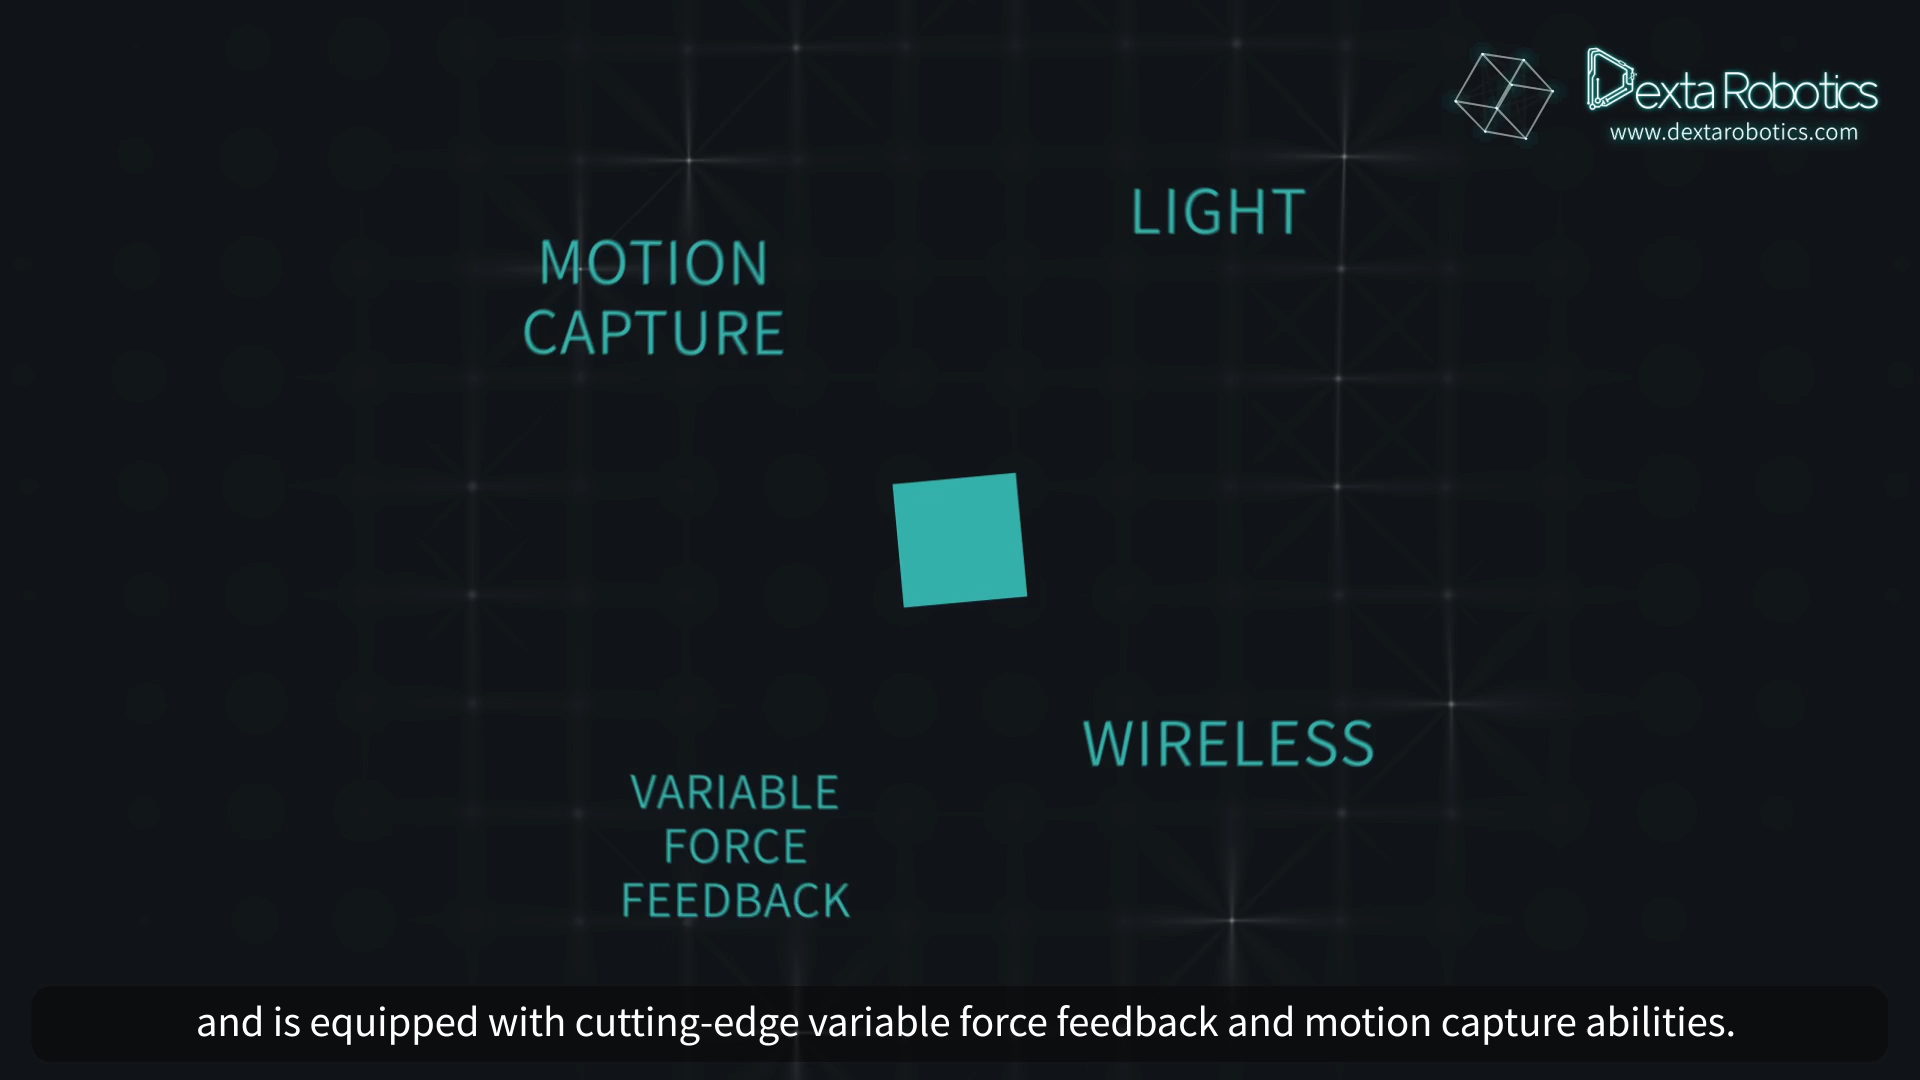 Dexta Robotics
www.dextarobotics.com
LIGHT
MOTION
CAPTURE
WIRELESS
VARIABLE
FORCE
FEEDBACK
and is equipped with cutting-edge variable force feedback and motion capture abilities.